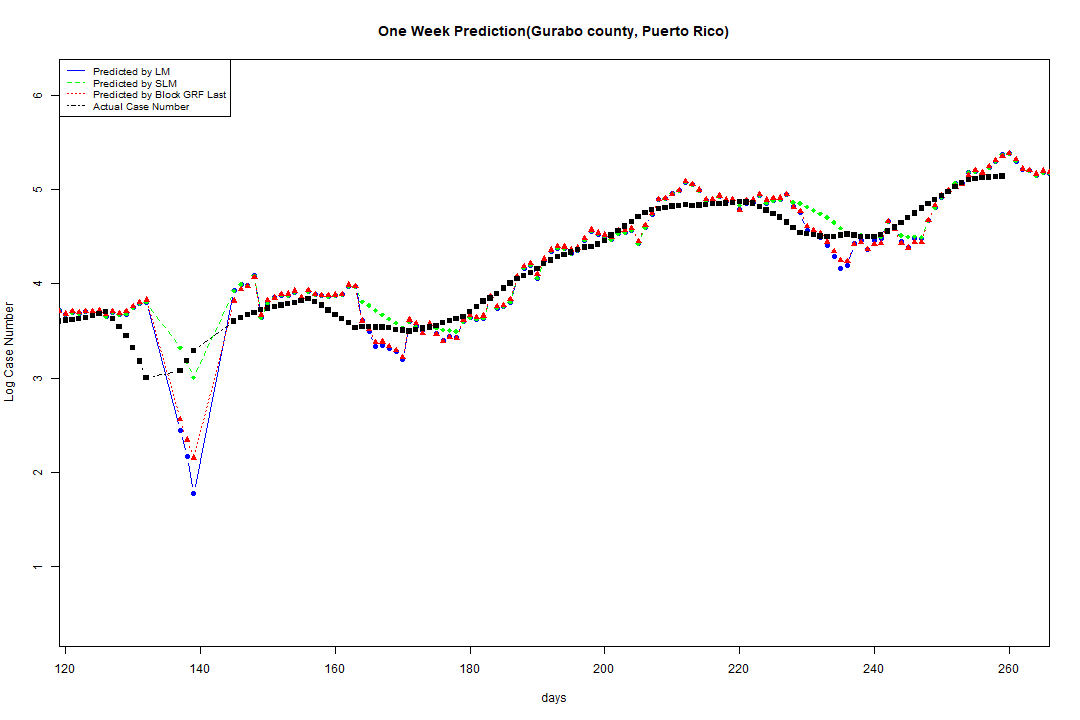 One Week Prediction(Gurabo county, Puerto Rico)
Predicted by LM
Predicted by SLM
Predicted by Block GRF Last
Actual Case Number
6
5
4
3
2
1
Log Case Number
120 140 160 180 200 220 240 260
days